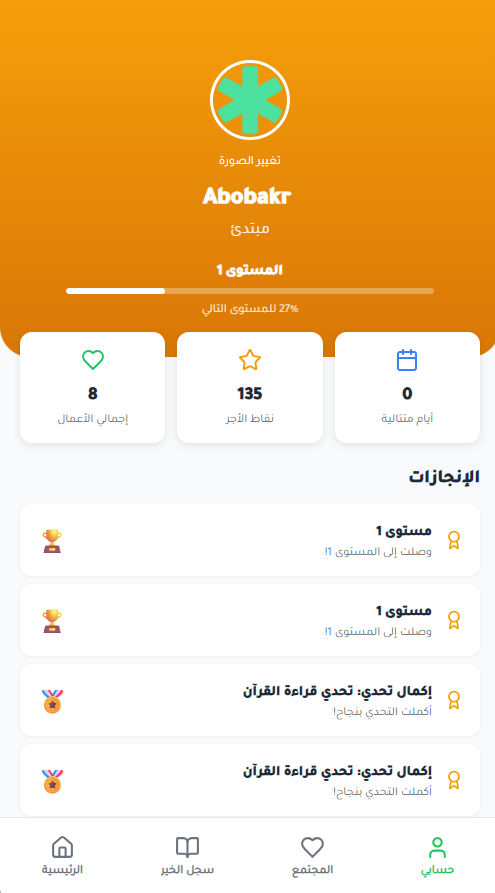 تغيير الصورة
Abobakr
مبتدئ
المستوى 1
27% للمستوى التالي
0
أيام متتالية
135
نقاط الأجر
8
إجمالي الأعمال
الإنجازات
مستوى 1
وصلت إلى المستوى 1!
مستوى 1
وصلت إلى المستوى 1!
إكمال تحدي: تحدي قراءة القرآن
أكملت التحدي بنجاح!
إكمال تحدي: تحدي قراءة القرآن
أكملت التحدي بنجاح!
حسابي
المجتمع
سجل الخير
الرئيسية